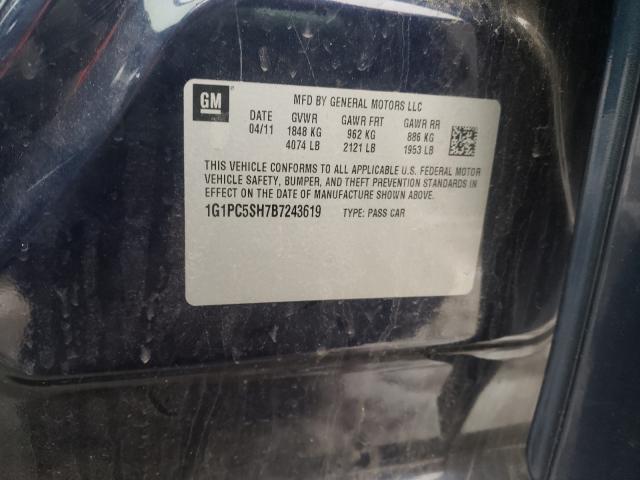 GM
MFD BY GENERAL MOTORS LLC
DATE GVWR GAWR FRT GAWR RR
04/11 1848 KG 962 KG 886 KG
4074 LB 2121 LB 1953 LB
THIS VEHICLE CONFORMS TO ALL APPLICABLE U.S. FEDERAL MOTOR
VEHICLE SAFETY, BUMPER, AND THEFT PREVENTION STANDARDS IN
EFFECT ON THE DATE OF MANUFACTURE SHOWN ABOVE.
1G1PC5SH7B7243619 TYPE: PASS CAR